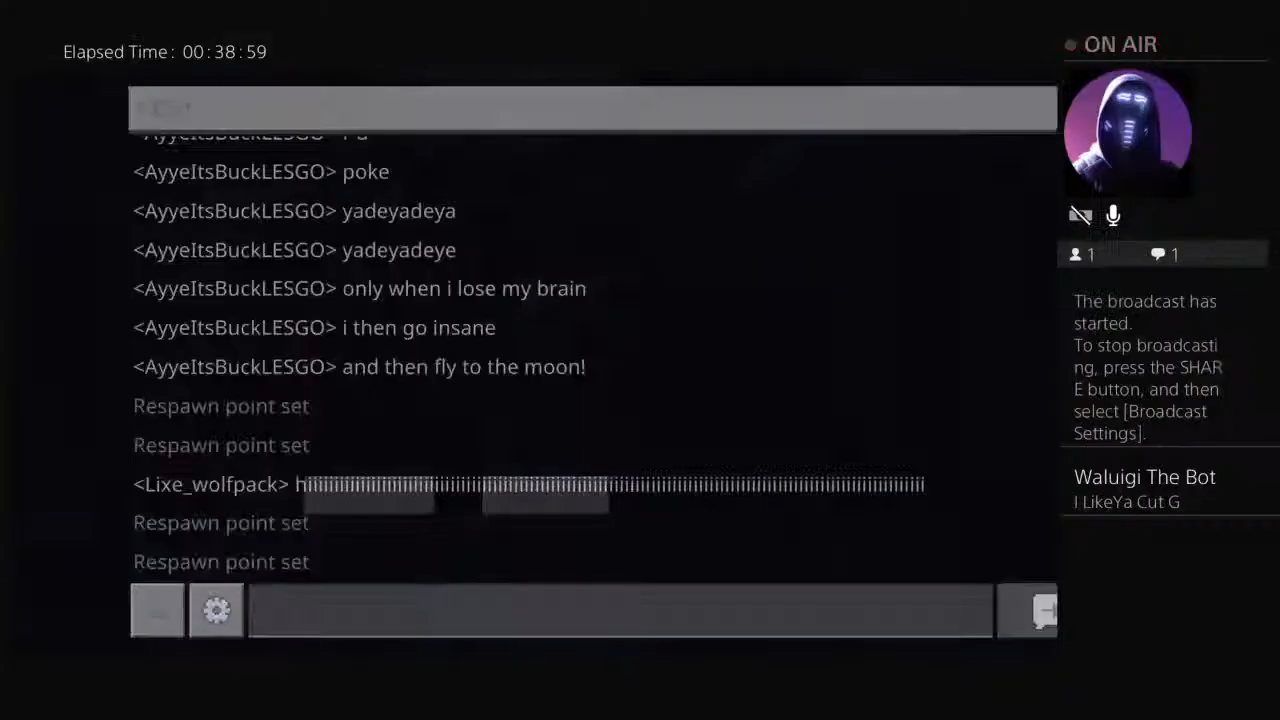 Elapsed Time: 00:38:59
ON AIR
<AyyeItsBuckLESGO>
<AyyeItsBuckLESGO> poke
<AyyeItsBuckLESGO> yadeyadeya
<AyyeItsBuckLESGO> yadeyadeye
<AyyeItsBuckLESGO> only when i lose my brain
<AyyeItsBuckLESGO> i then go insane
<AyyeItsBuckLESGO> and then fly to the moon!
Respawn point set
Respawn point set
<Lixe_wolfpack>
Respawn point set
Respawn point set
1
1
The broadcast has
started.
To stop broadcasti
ng, press the SHAR
E button, and then
select [Broadcast
Settings].
Waluigi The Bot
I LikeYa Cut G